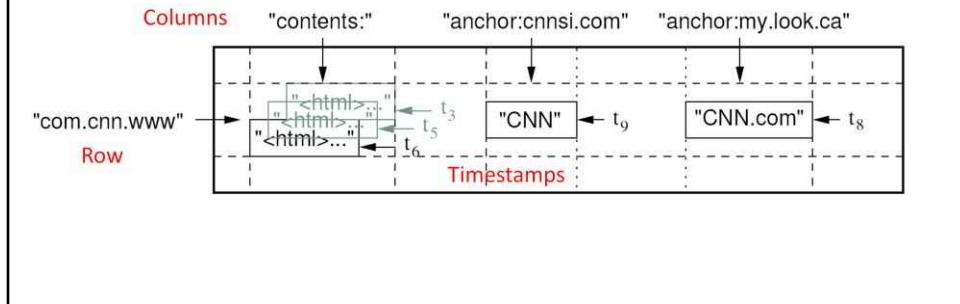 Columns "contents:" "anchor:cnnsi.com" "anchor:my.look.ca"
"<html>..." t3
"<html>..." t5
"com.cnn.www" "CNN" t9 "CNN.com" t8
"<html>..." t6
Row
Timestamps